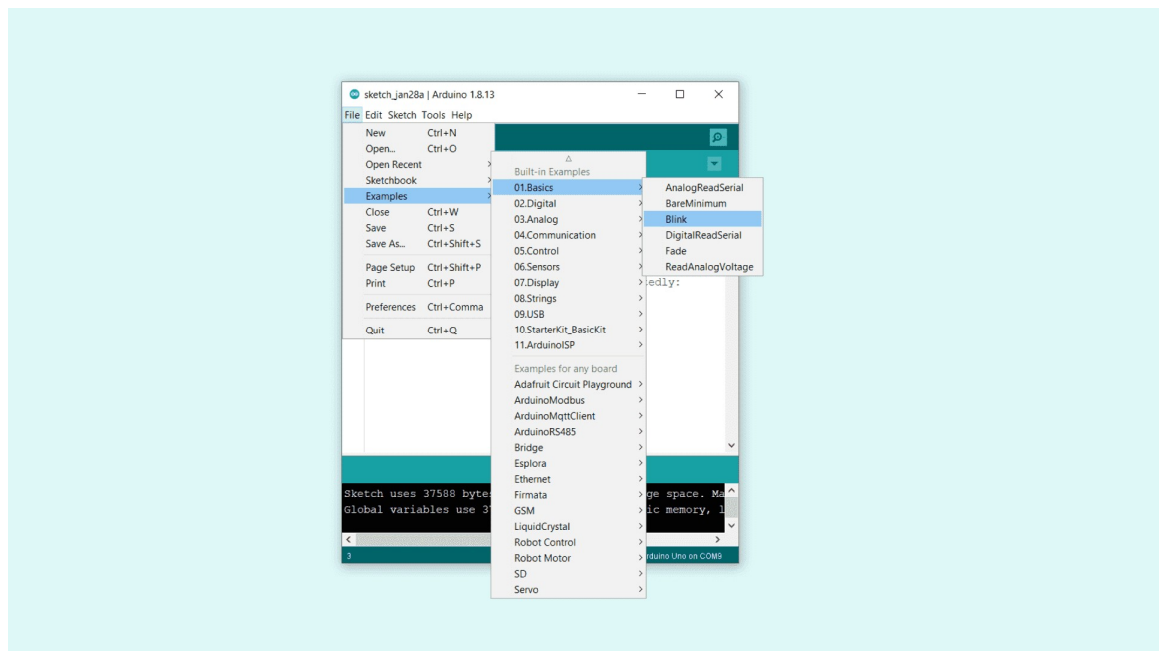 sketch_jan28a | Arduino 1.8.13
File Edit Sketch Tools Help
New Ctrl+N
Open... Ctrl+O
Open Recent
Sketchbook
Examples
Close Ctrl+W
Save Ctrl+S
Save As... Ctrl+Shift+S
Page Setup Ctrl+Shift+P
Print Ctrl+P
Preferences Ctrl+Comma
Quit Ctrl+Q
Built-in Examples
01.Basics
02.Digital
03.Analog
04.Communication
05.Control
06.Sensors
07.Display
08.Strings
09.USB
10.StarterKit_BasicKit
11.ArduinoISP
Examples for any board
Adafruit Circuit Playground
ArduinoModbus
ArduinoMqttClient
ArduinoRS485
Bridge
Esplora
Ethernet
Firmata
GSM
LiquidCrystal
Robot Control
Robot Motor
SD
Servo
AnalogReadSerial
BareMinimum
Blink
DigitalReadSerial
Fade
ReadAnalogVoltage
edly:
Sketch uses 37588 byte ge space. Ma
Global variables use 3 ic memory, l
3 rduino Uno on COM9